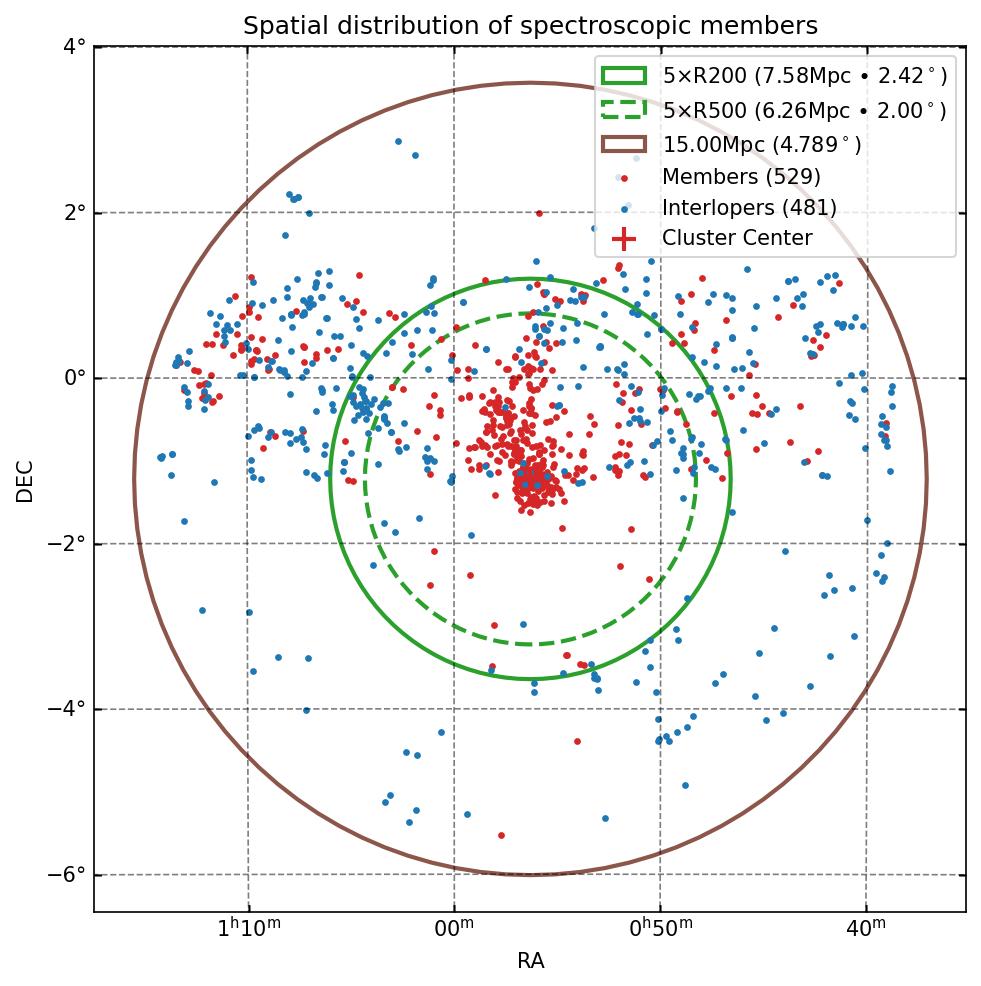 Spatial distribution of spectroscopic members
5×R200 (7.58Mpc • 2.42°)
5×R500 (6.26Mpc • 2.00°)
15.00Mpc (4.789°)
Members (529)
Interlopers (481)
Cluster Center
4°
2°
0°
−2°
−4°
−6°
DEC
1ʰ10ᵐ 00ᵐ 0ʰ50ᵐ 40ᵐ
RA